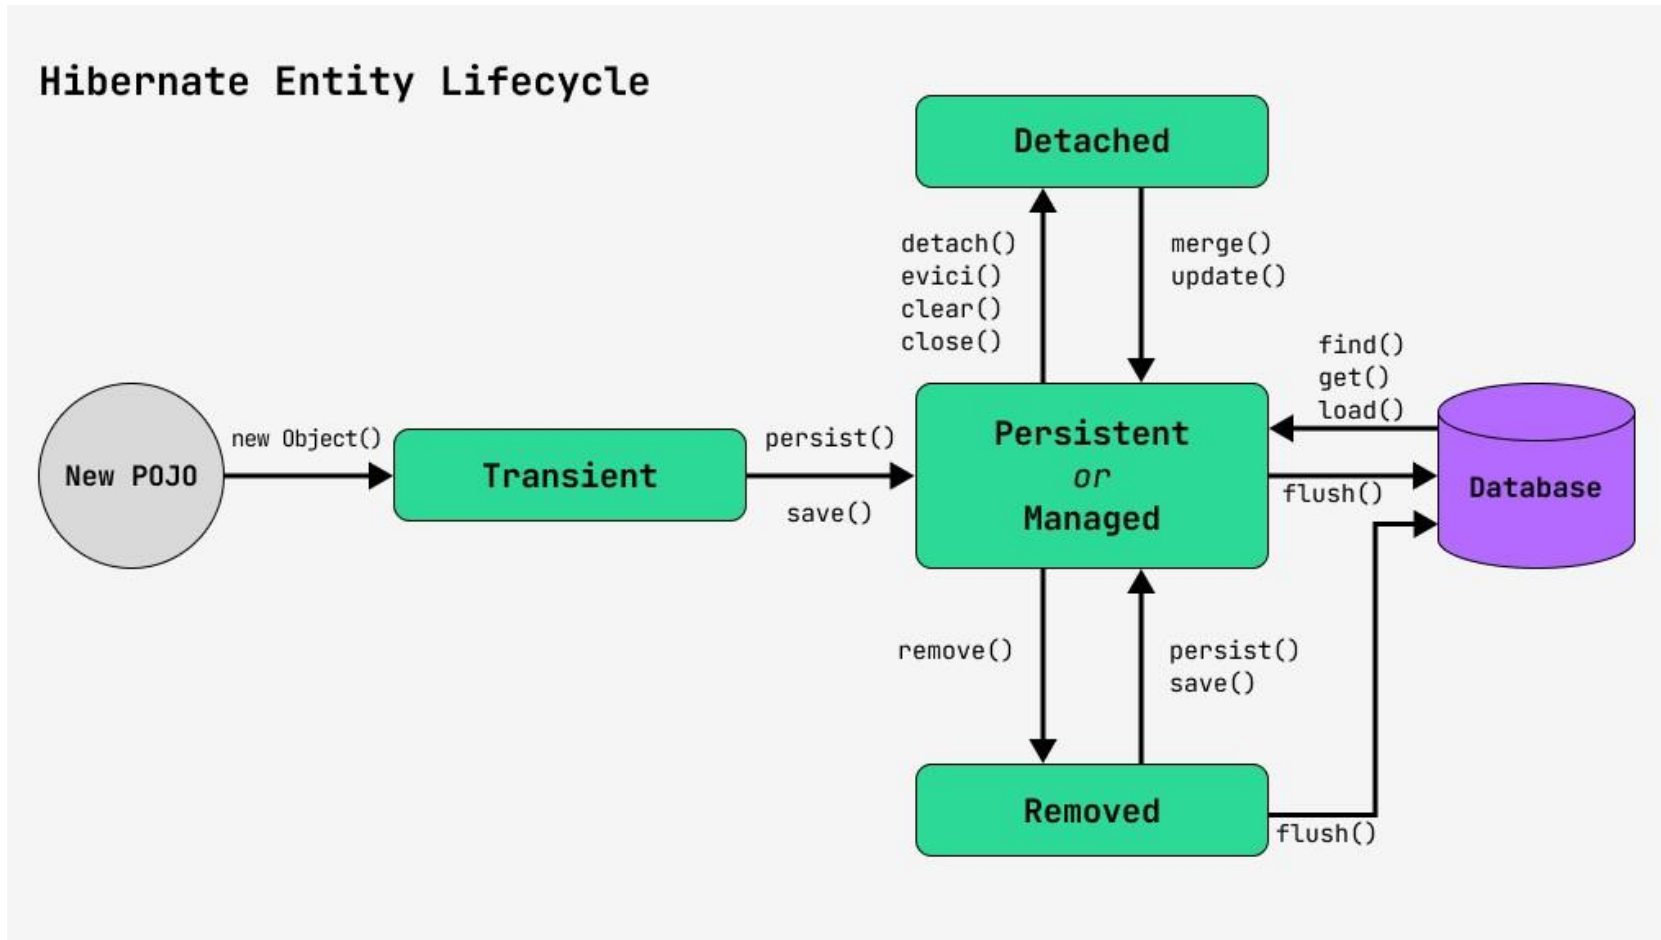 Hibernate Entity Lifecycle
Detached
detach()
evici()
clear()
close()
merge()
update()
find()
get()
load()
New POJO
new Object()
Transient
persist()
save()
Persistent
or
Managed
flush()
Database
remove()
persist()
save()
Removed
flush()